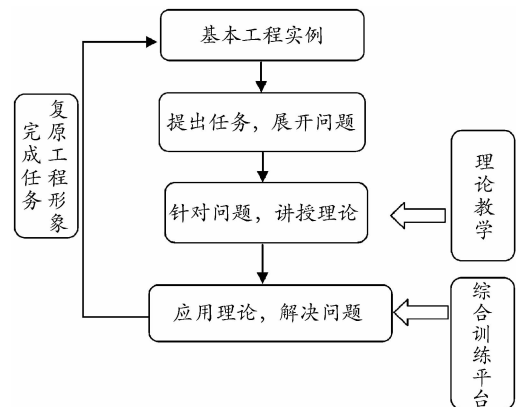 基本工程实例
提出任务，展开问题
针对问题，讲授理论
应用理论，解决问题
复原工程形象
完成任务
理论教学
综合训练平台